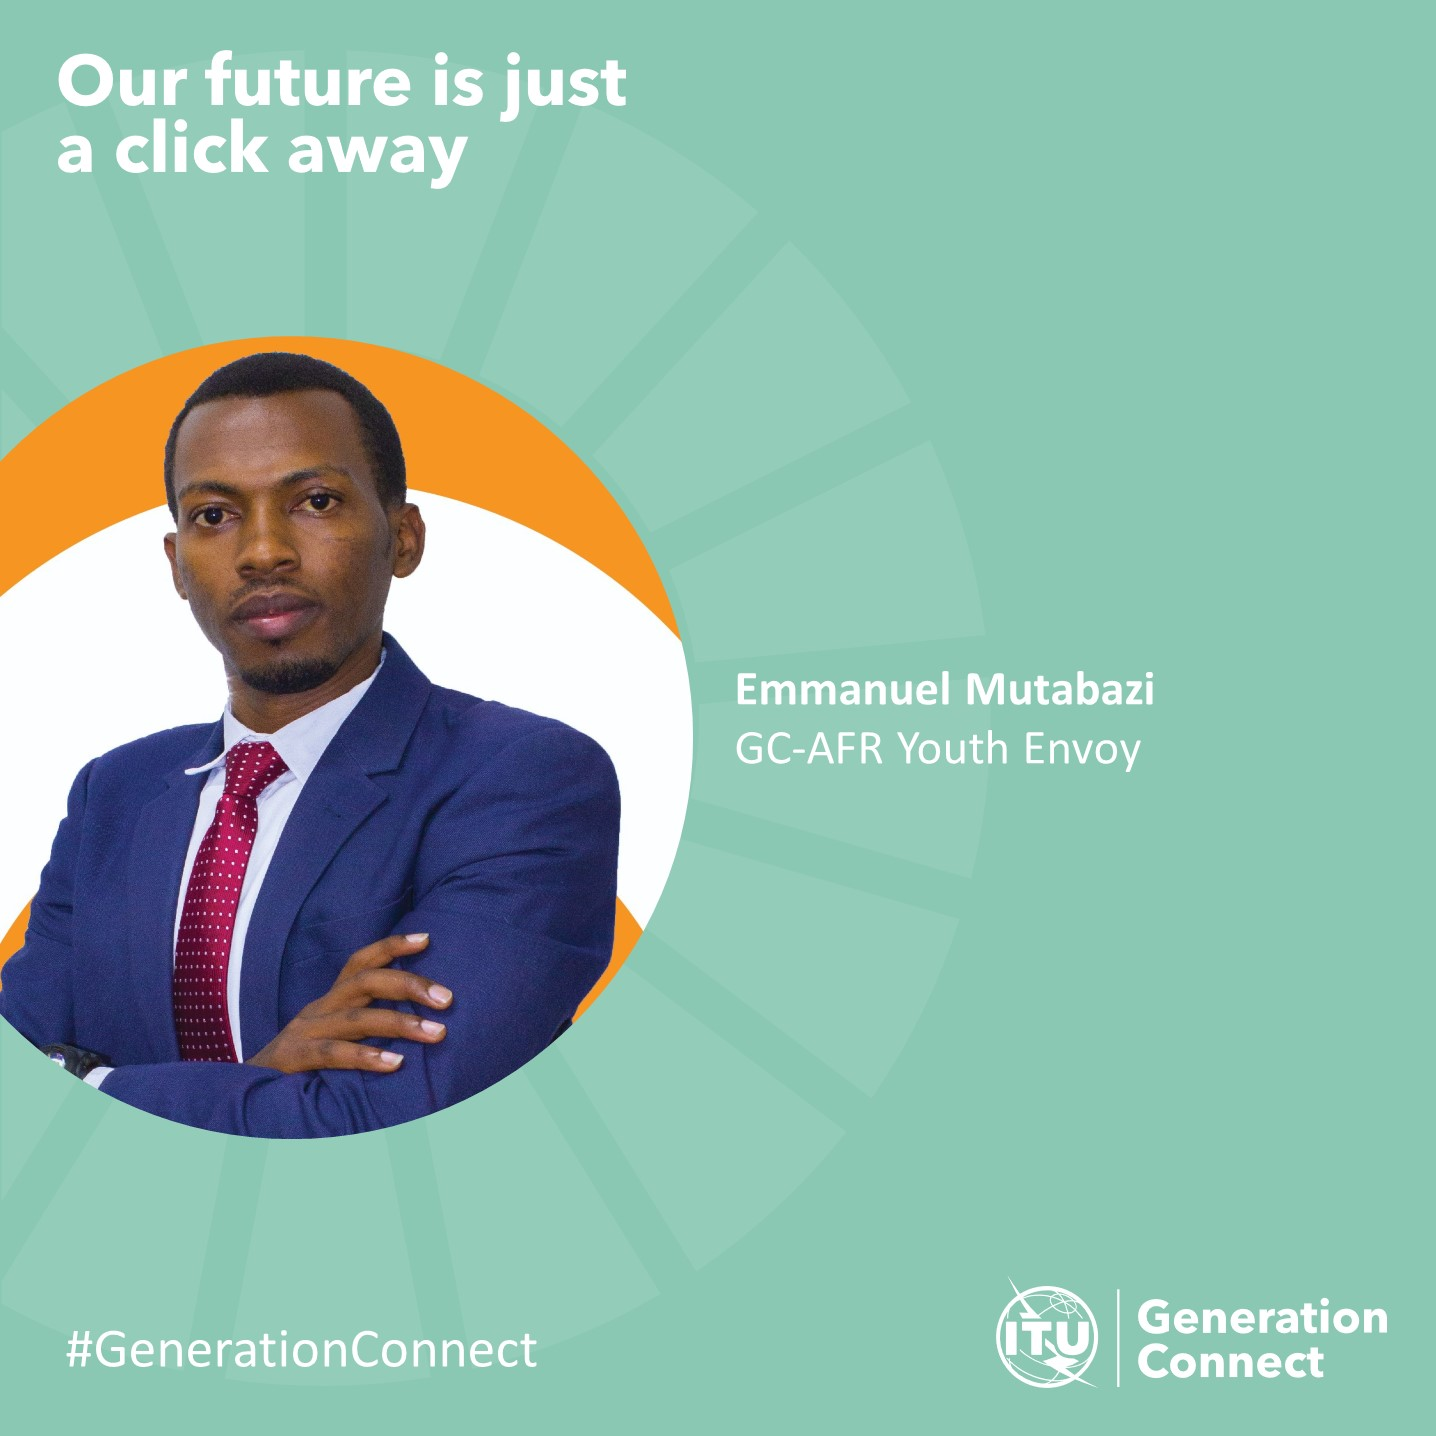 Our future is just
a click away
Emmanuel Mutabazi
GC-AFR Youth Envoy
#GenerationConnect
ITU
Generation
Connect